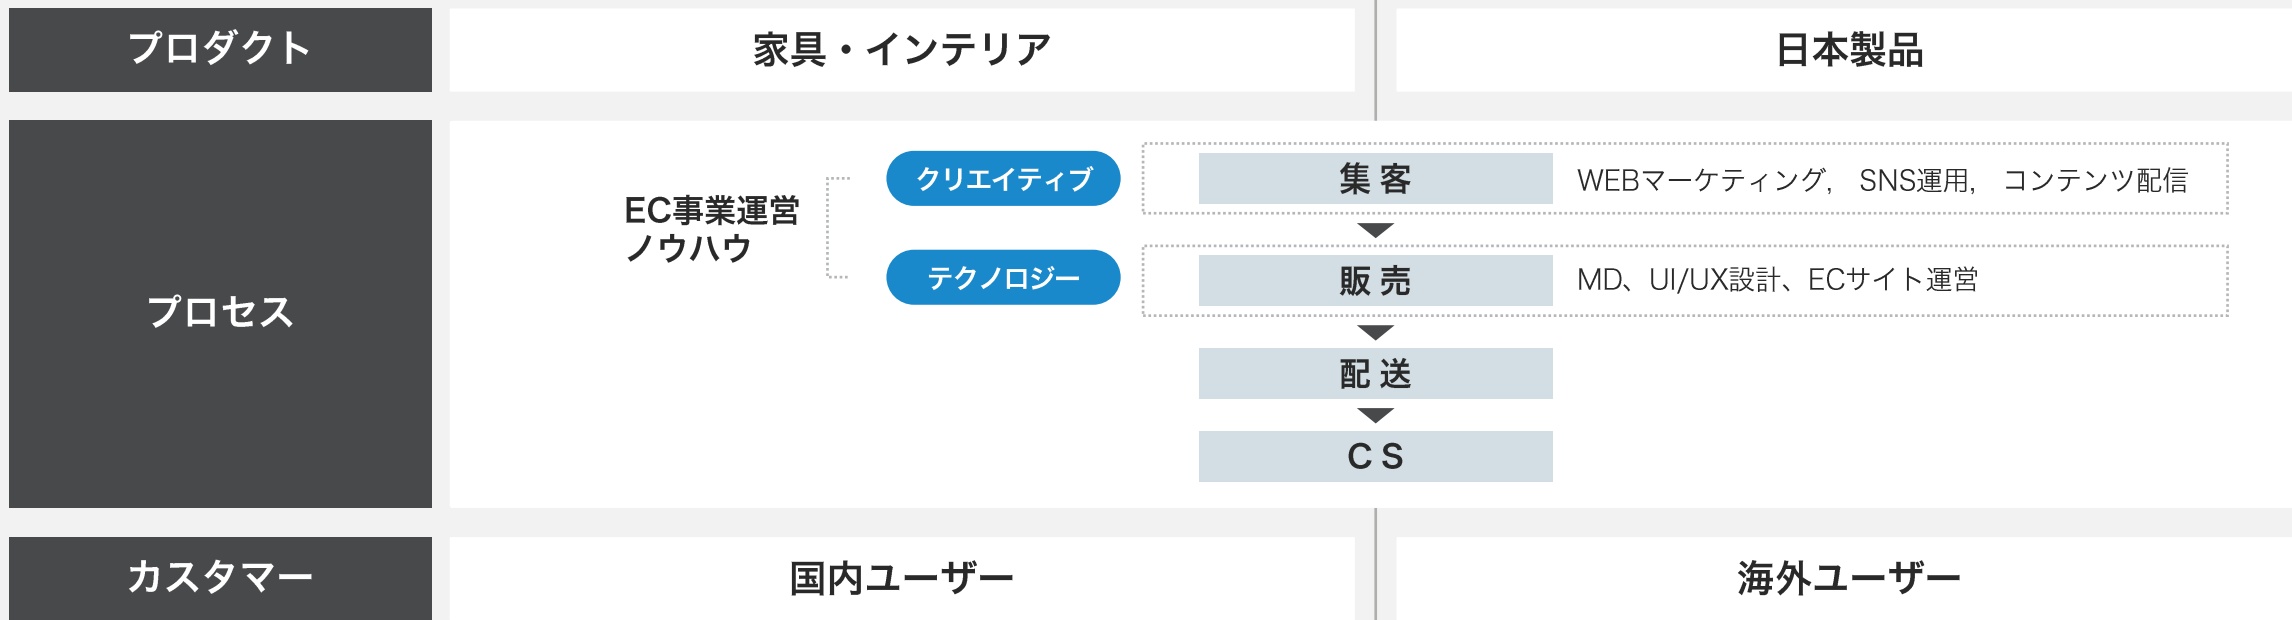 プロダクト
家具・インテリア
日本製品
プロセス
EC事業運営
ノウハウ
クリエイティブ
集客
WEBマーケティング, SNS運用, コンテンツ配信
テクノロジー
販売
MD、UI/UX設計、ECサイト運営
配送
CS
カスタマー
国内ユーザー
海外ユーザー